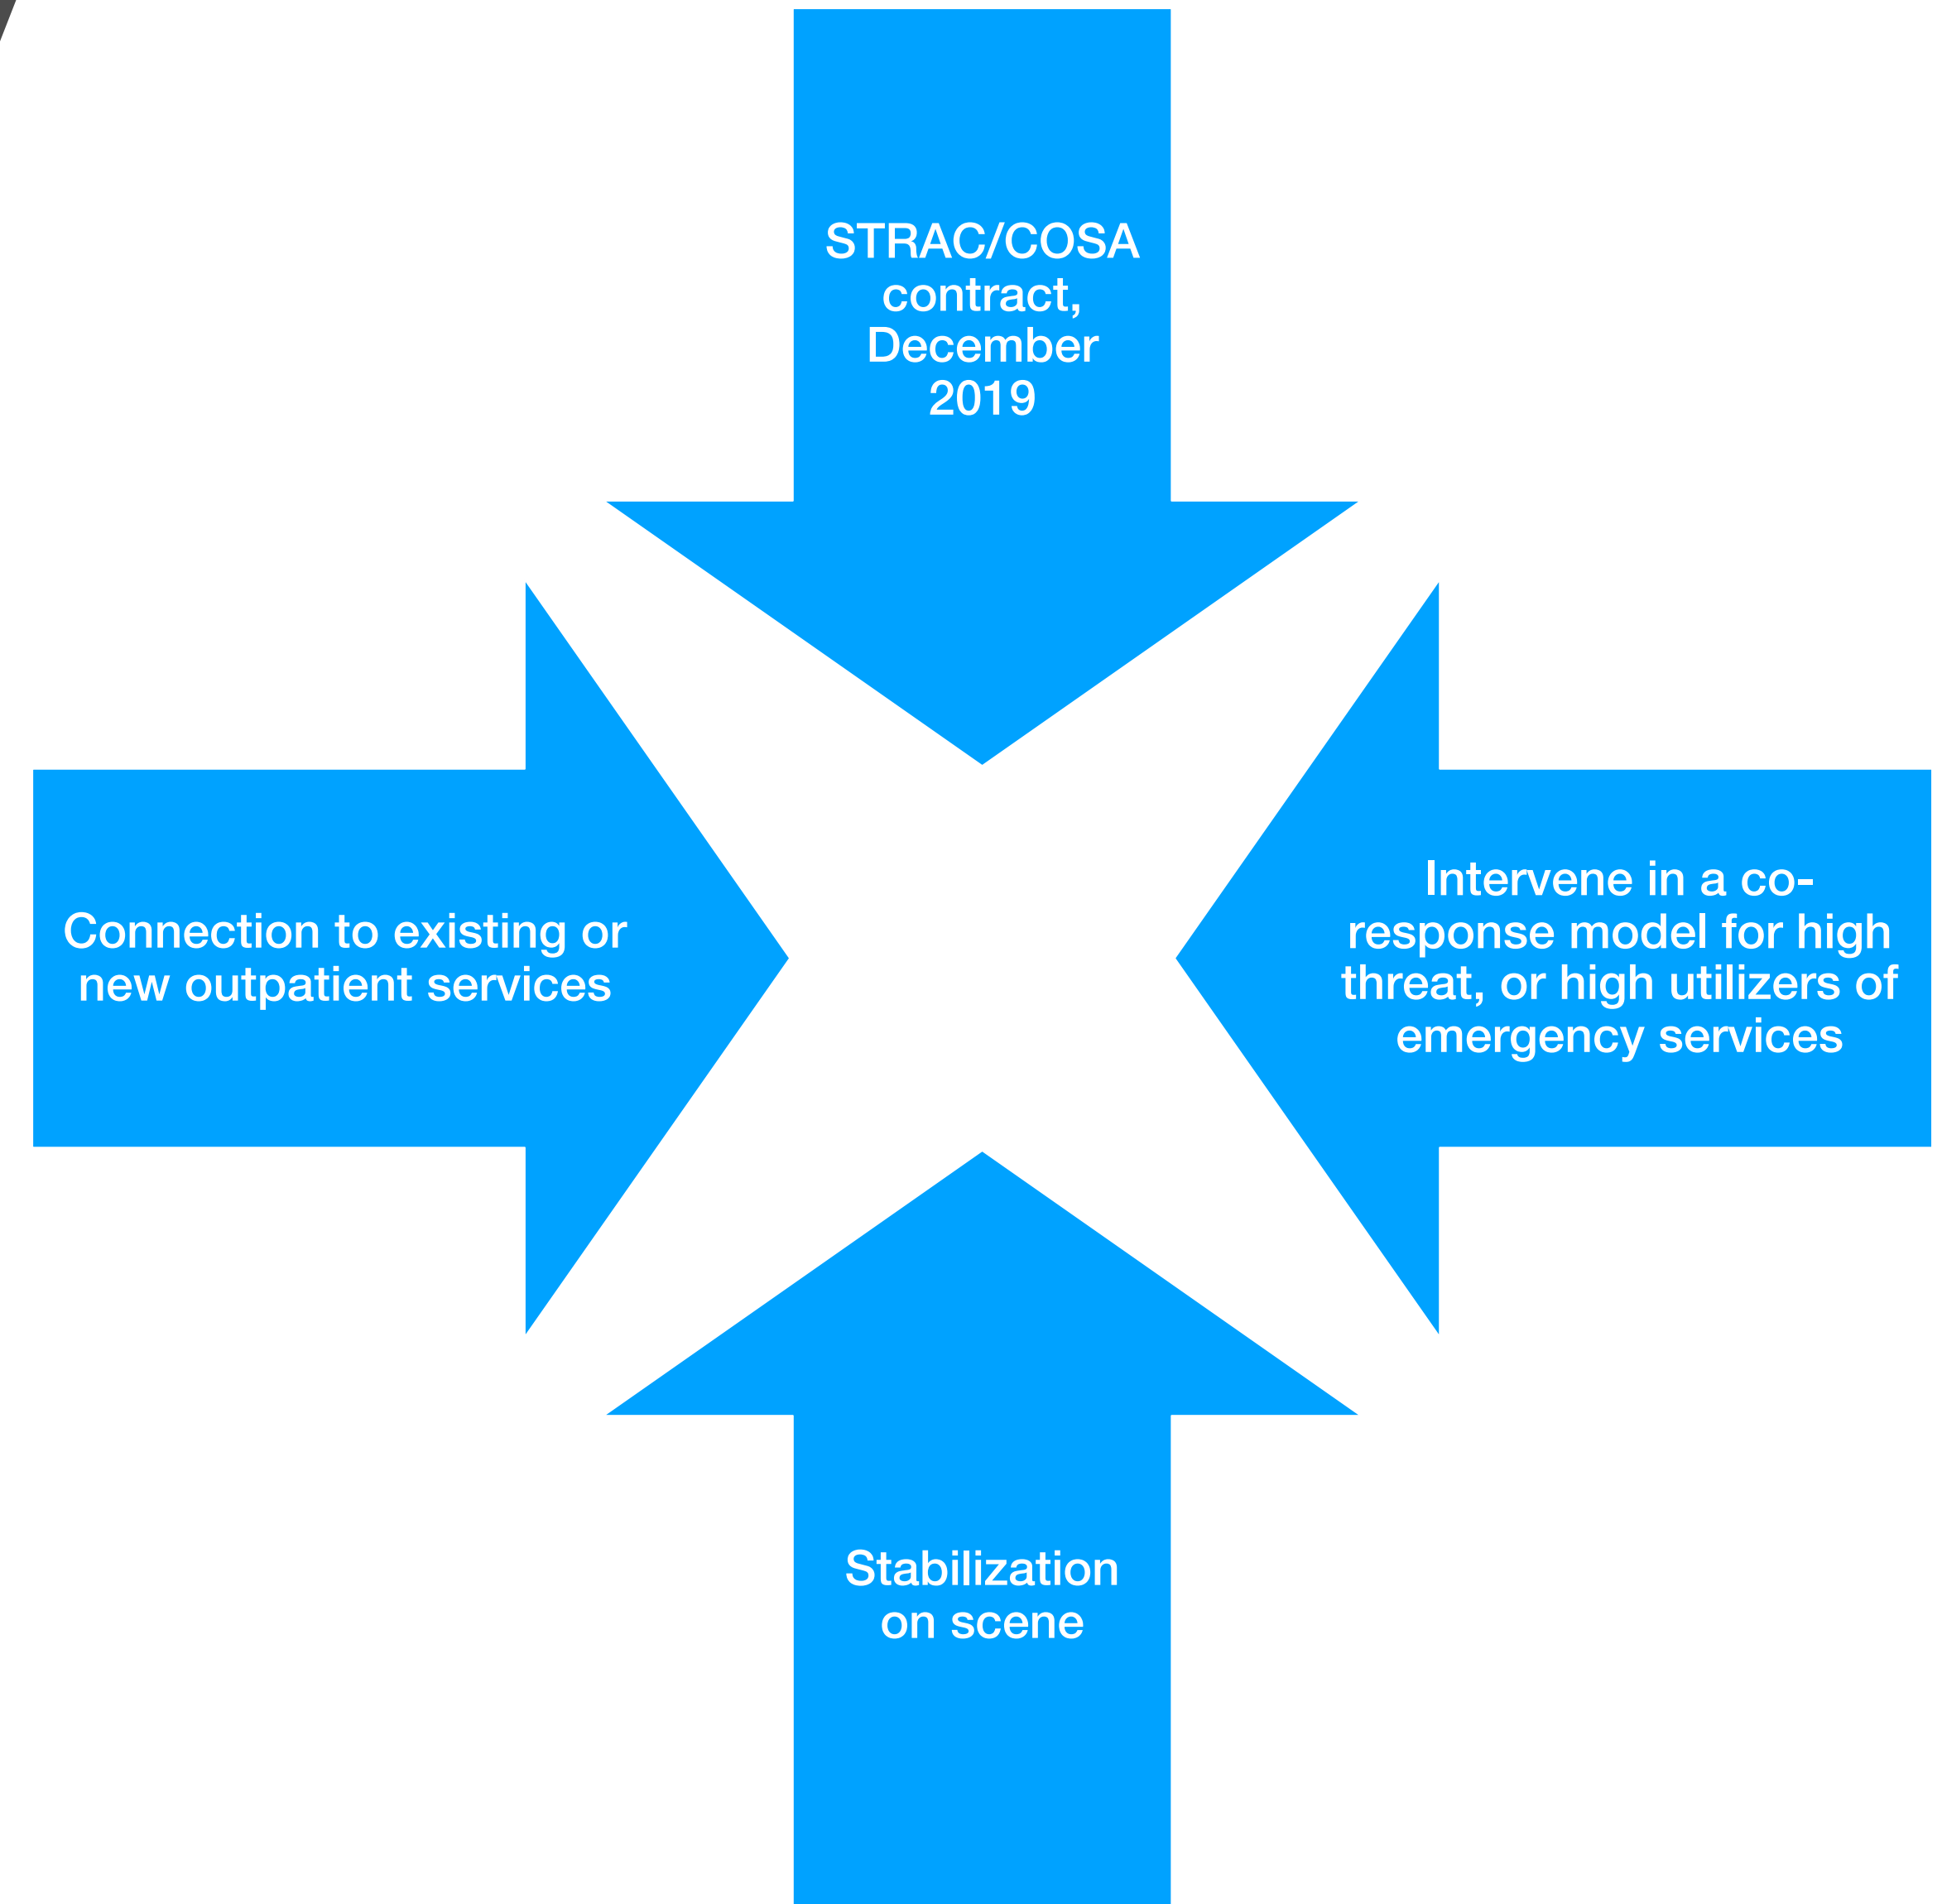 STRAC/COSA
contract,
December
2019
Connection to existing or
new outpatient services
Intervene in a co-
response model for high
threat, or high utilizers of
emergency services
Stabilization
on scene